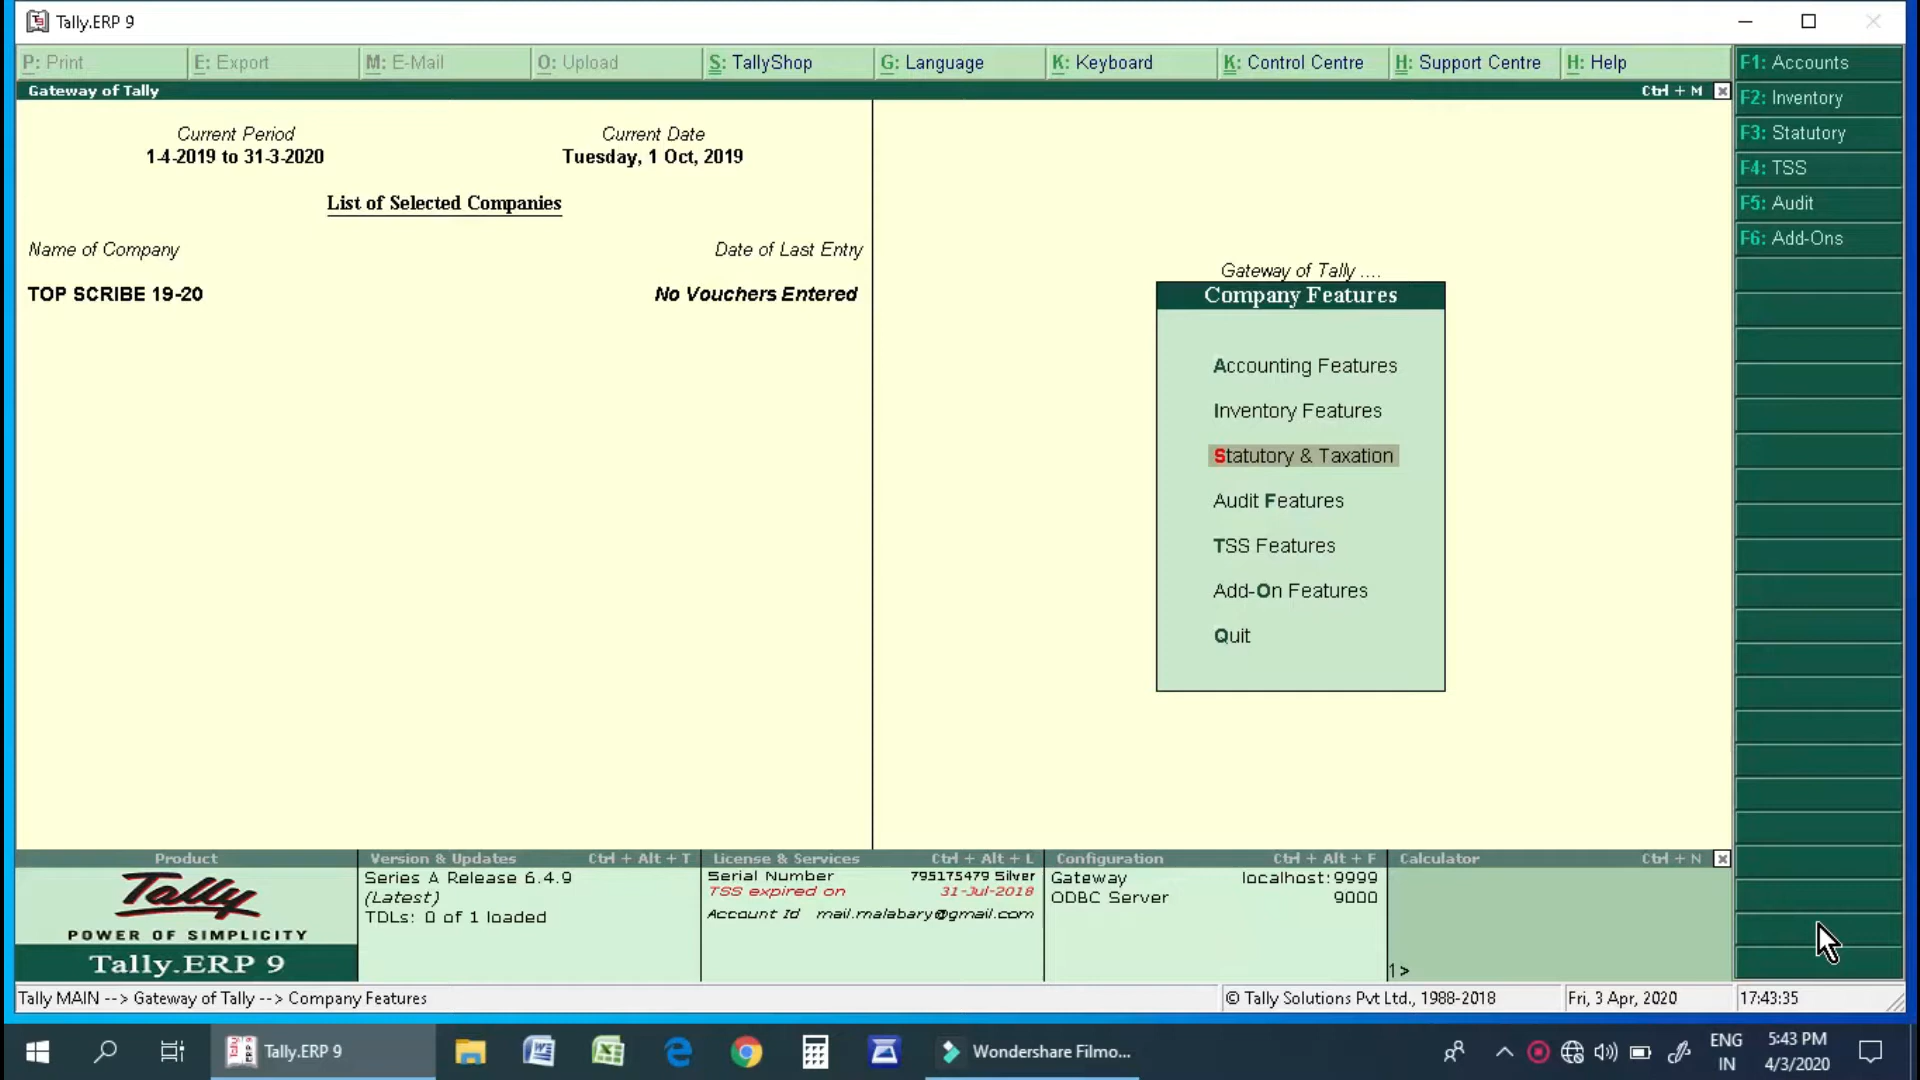 Tally.ERP 9
P: Print
E: Export
M: E-Mail
O: Upload
S: TallyShop
G: Language
K: Keyboard
K: Control Centre
H: Support Centre
H: Help
F1: Accounts
F2: Inventory
F3: Statutory
F4: TSS
F5: Audit
F6: Add-Ons
Gateway of Tally
Ctrl + M
Current Period
1-4-2019 to 31-3-2020
Current Date
Tuesday, 1 Oct, 2019
List of Selected Companies
Name of Company
Date of Last Entry
TOP SCRIBE 19-20
No Vouchers Entered
Gateway of Tally ....
Company Features
Accounting Features
Inventory Features
Statutory & Taxation
Audit Features
TSS Features
Add-On Features
Quit
Product
Tally
POWER OF SIMPLICITY
Tally.ERP 9
Version & Updates
Ctrl + Alt + T
Series A Release 6.4.9
(Latest)
TDLs: 0 of 1 loaded
License & Services
Ctrl + Alt + L
Serial Number
795175479 Silver
TSS expired on
31-Jul-2018
Account Id mail.malabary@gmail.com
Configuration
Ctrl + Alt + F
Gateway
localhost:9999
ODBC Server
9000
Calculator
Ctrl + N
1>
Tally MAIN --> Gateway of Tally --> Company Features
© Tally Solutions Pvt Ltd., 1988-2018
Fri, 3 Apr, 2020
17:43:35
Tally.ERP 9
Wondershare Filmo...
ENG
IN
5:43 PM
4/3/2020